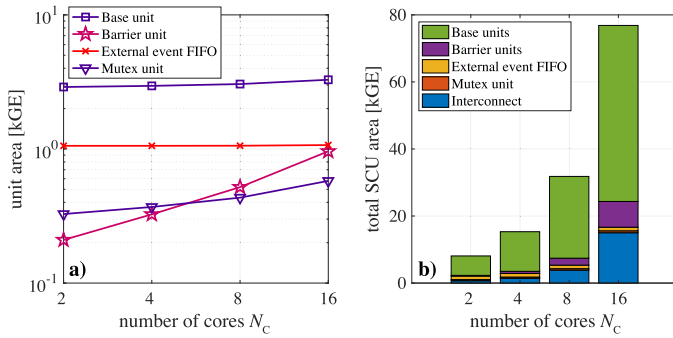 10^1
10^0
10^-1
unit area [kGE]
Base unit
Barrier unit
External event FIFO
Mutex unit
a)
2 4 8 16
number of cores N_C
80
60
40
20
0
total SCU area [kGE]
Base units
Barrier units
External event FIFO
Mutex unit
Interconnect
b)
2 4 8 16
number of cores N_C